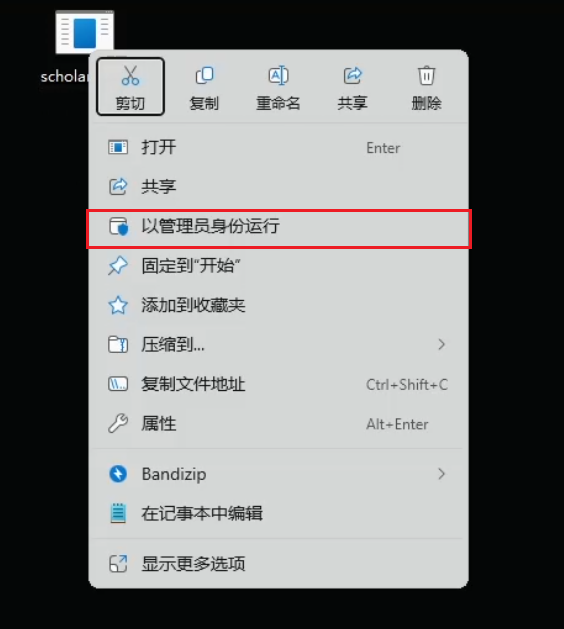 剪切
复制
重命名
共享
删除
打开 Enter
共享
以管理员身份运行
固定到"开始"
添加到收藏夹
压缩到...
复制文件地址 Ctrl+Shift+C
属性 Alt+Enter
Bandizip
在记事本中编辑
显示更多选项